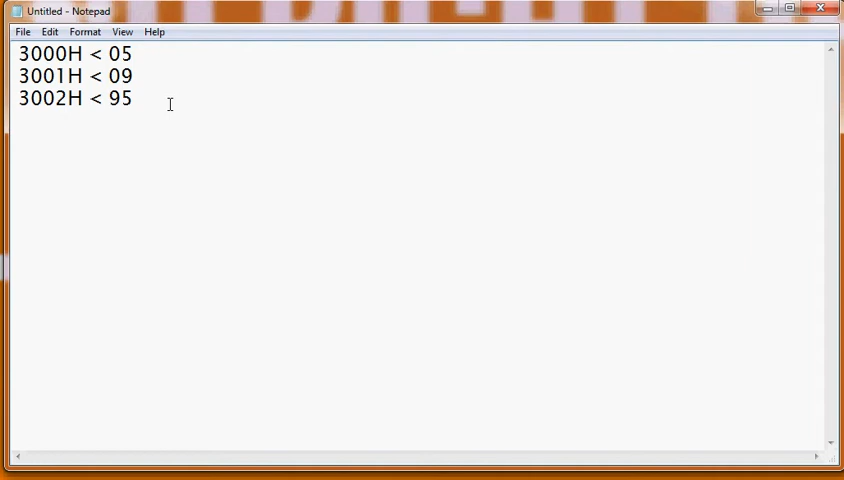 Untitled - Notepad
File Edit Format View Help
3000H < 05
3001H < 09
3002H < 95